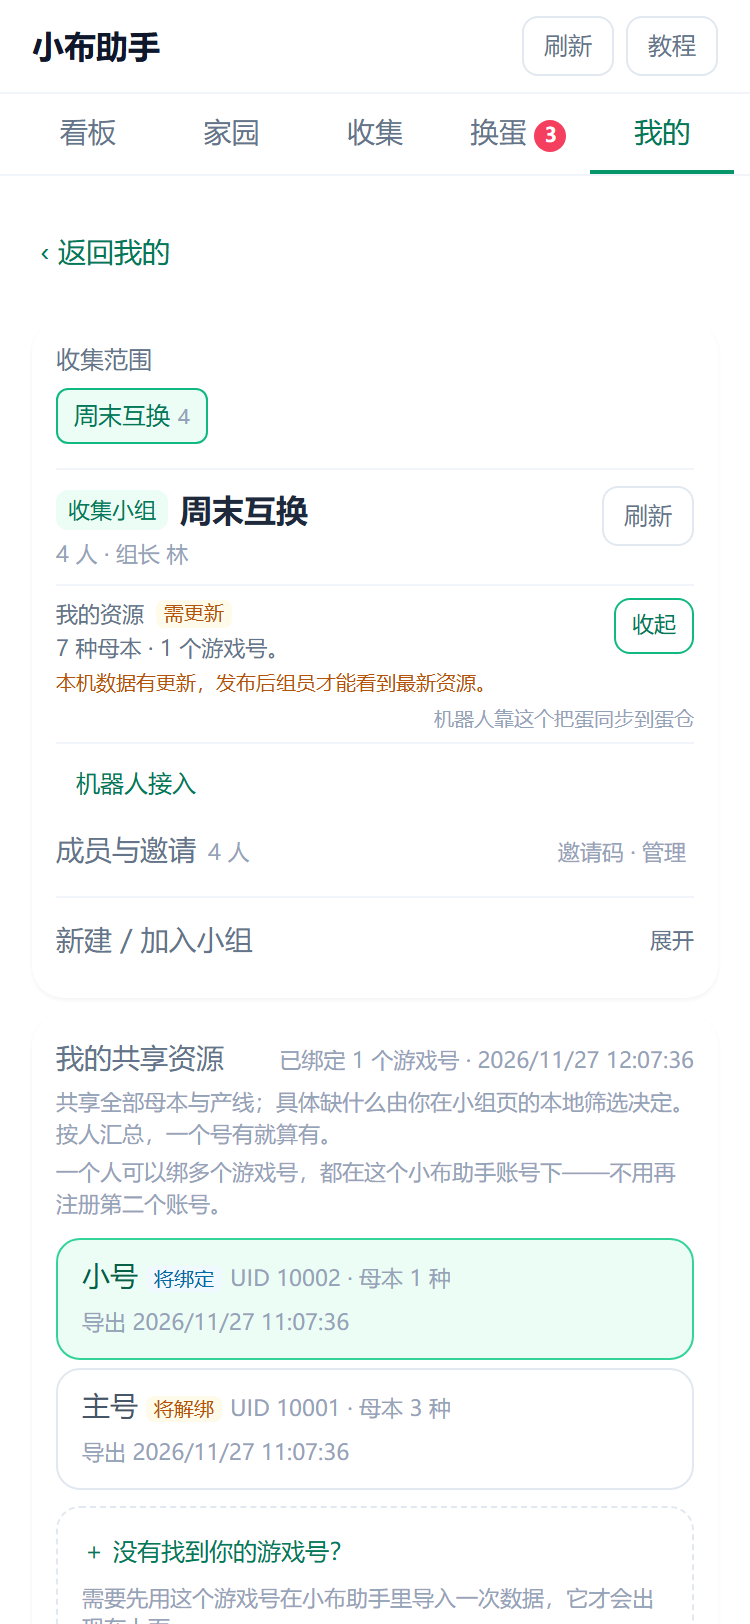 小布助手
刷新
教程
看板
家园
收集
换蛋 3
我的
‹ 返回我的
收集范围
周末互换 4
收集小组 周末互换
刷新
4 人 · 组长 林
我的资源 需更新
收起
7 种母本 · 1 个游戏号。
本机数据有更新，发布后组员才能看到最新资源。
机器人靠这个把蛋同步到蛋仓
机器人接入
成员与邀请 4 人
邀请码 · 管理
新建 / 加入小组
展开
我的共享资源
已绑定 1 个游戏号 · 2026/11/27 12:07:36
共享全部母本与产线；具体缺什么由你在小组页的本地筛选决定。
按人汇总，一个号有就算有。
一个人可以绑多个游戏号，都在这个小布助手账号下——不用再
注册第二个账号。
小号 将绑定 UID 10002 · 母本 1 种
导出 2026/11/27 11:07:36
主号 将解绑 UID 10001 · 母本 3 种
导出 2026/11/27 11:07:36
+ 没有找到你的游戏号？
需要先用这个游戏号在小布助手里导入一次数据，它才会出